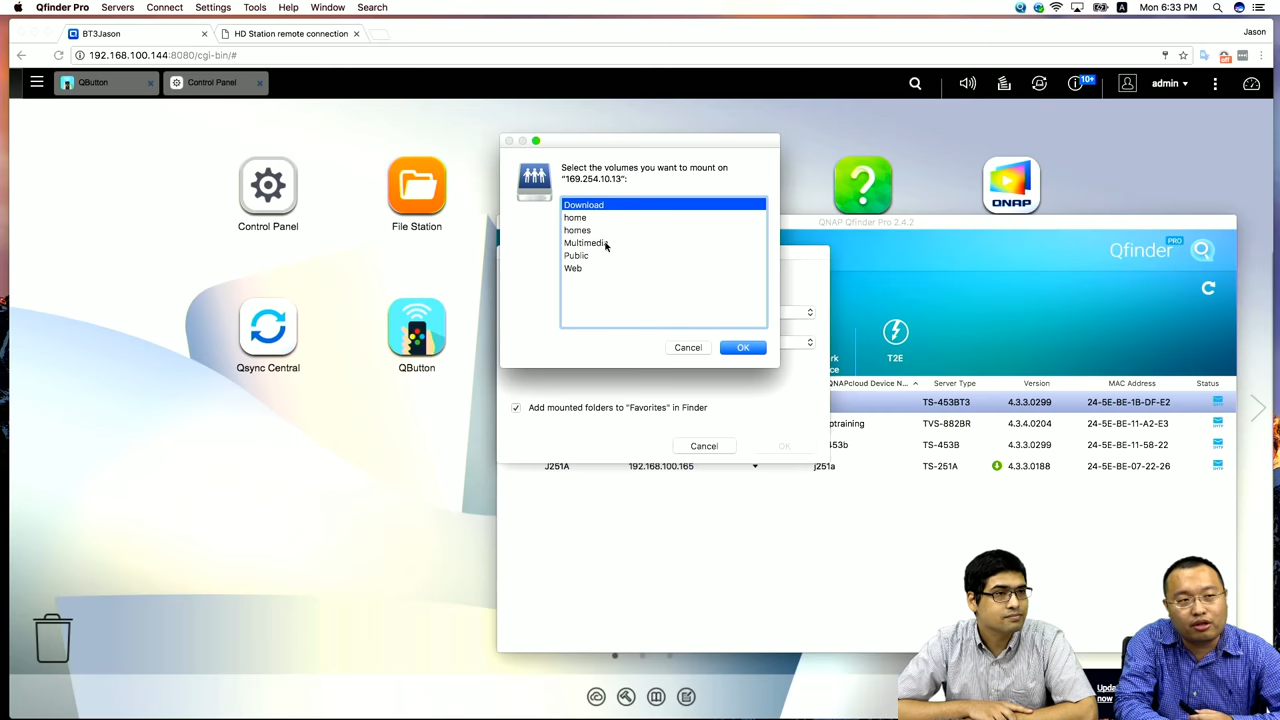 Qfinder Pro Servers Connect Settings Tools Help Window Search
A Mon 6:33 PM
BT3Jason
HD Station remote connection
Jason
192.168.100.144:8080/cgi-bin/#
QButton
Control Panel
10+
admin
Control Panel
File Station
Qsync Central
QButton
QNAP
Select the volumes you want to mount on
"169.254.10.13":
Download
home
homes
Multimedia
Public
Web
Cancel
OK
QNAP Qfinder Pro 2.4.2
Qfinder PRO
T2E
Add mounted folders to "Favorites" in Finder
Cancel
OK
QNAPcloud Device N... Server Type Version MAC Address Status
TS-453BT3 4.3.3.0299 24-5E-BE-1B-DF-E2
TVS-882BR 4.3.4.0204 24-5E-BE-11-A2-E3
TS-453B 4.3.3.0299 24-5E-BE-11-58-22
J251A 192.168.100.165 j251a TS-251A 4.3.3.0188 24-5E-BE-07-22-26
now